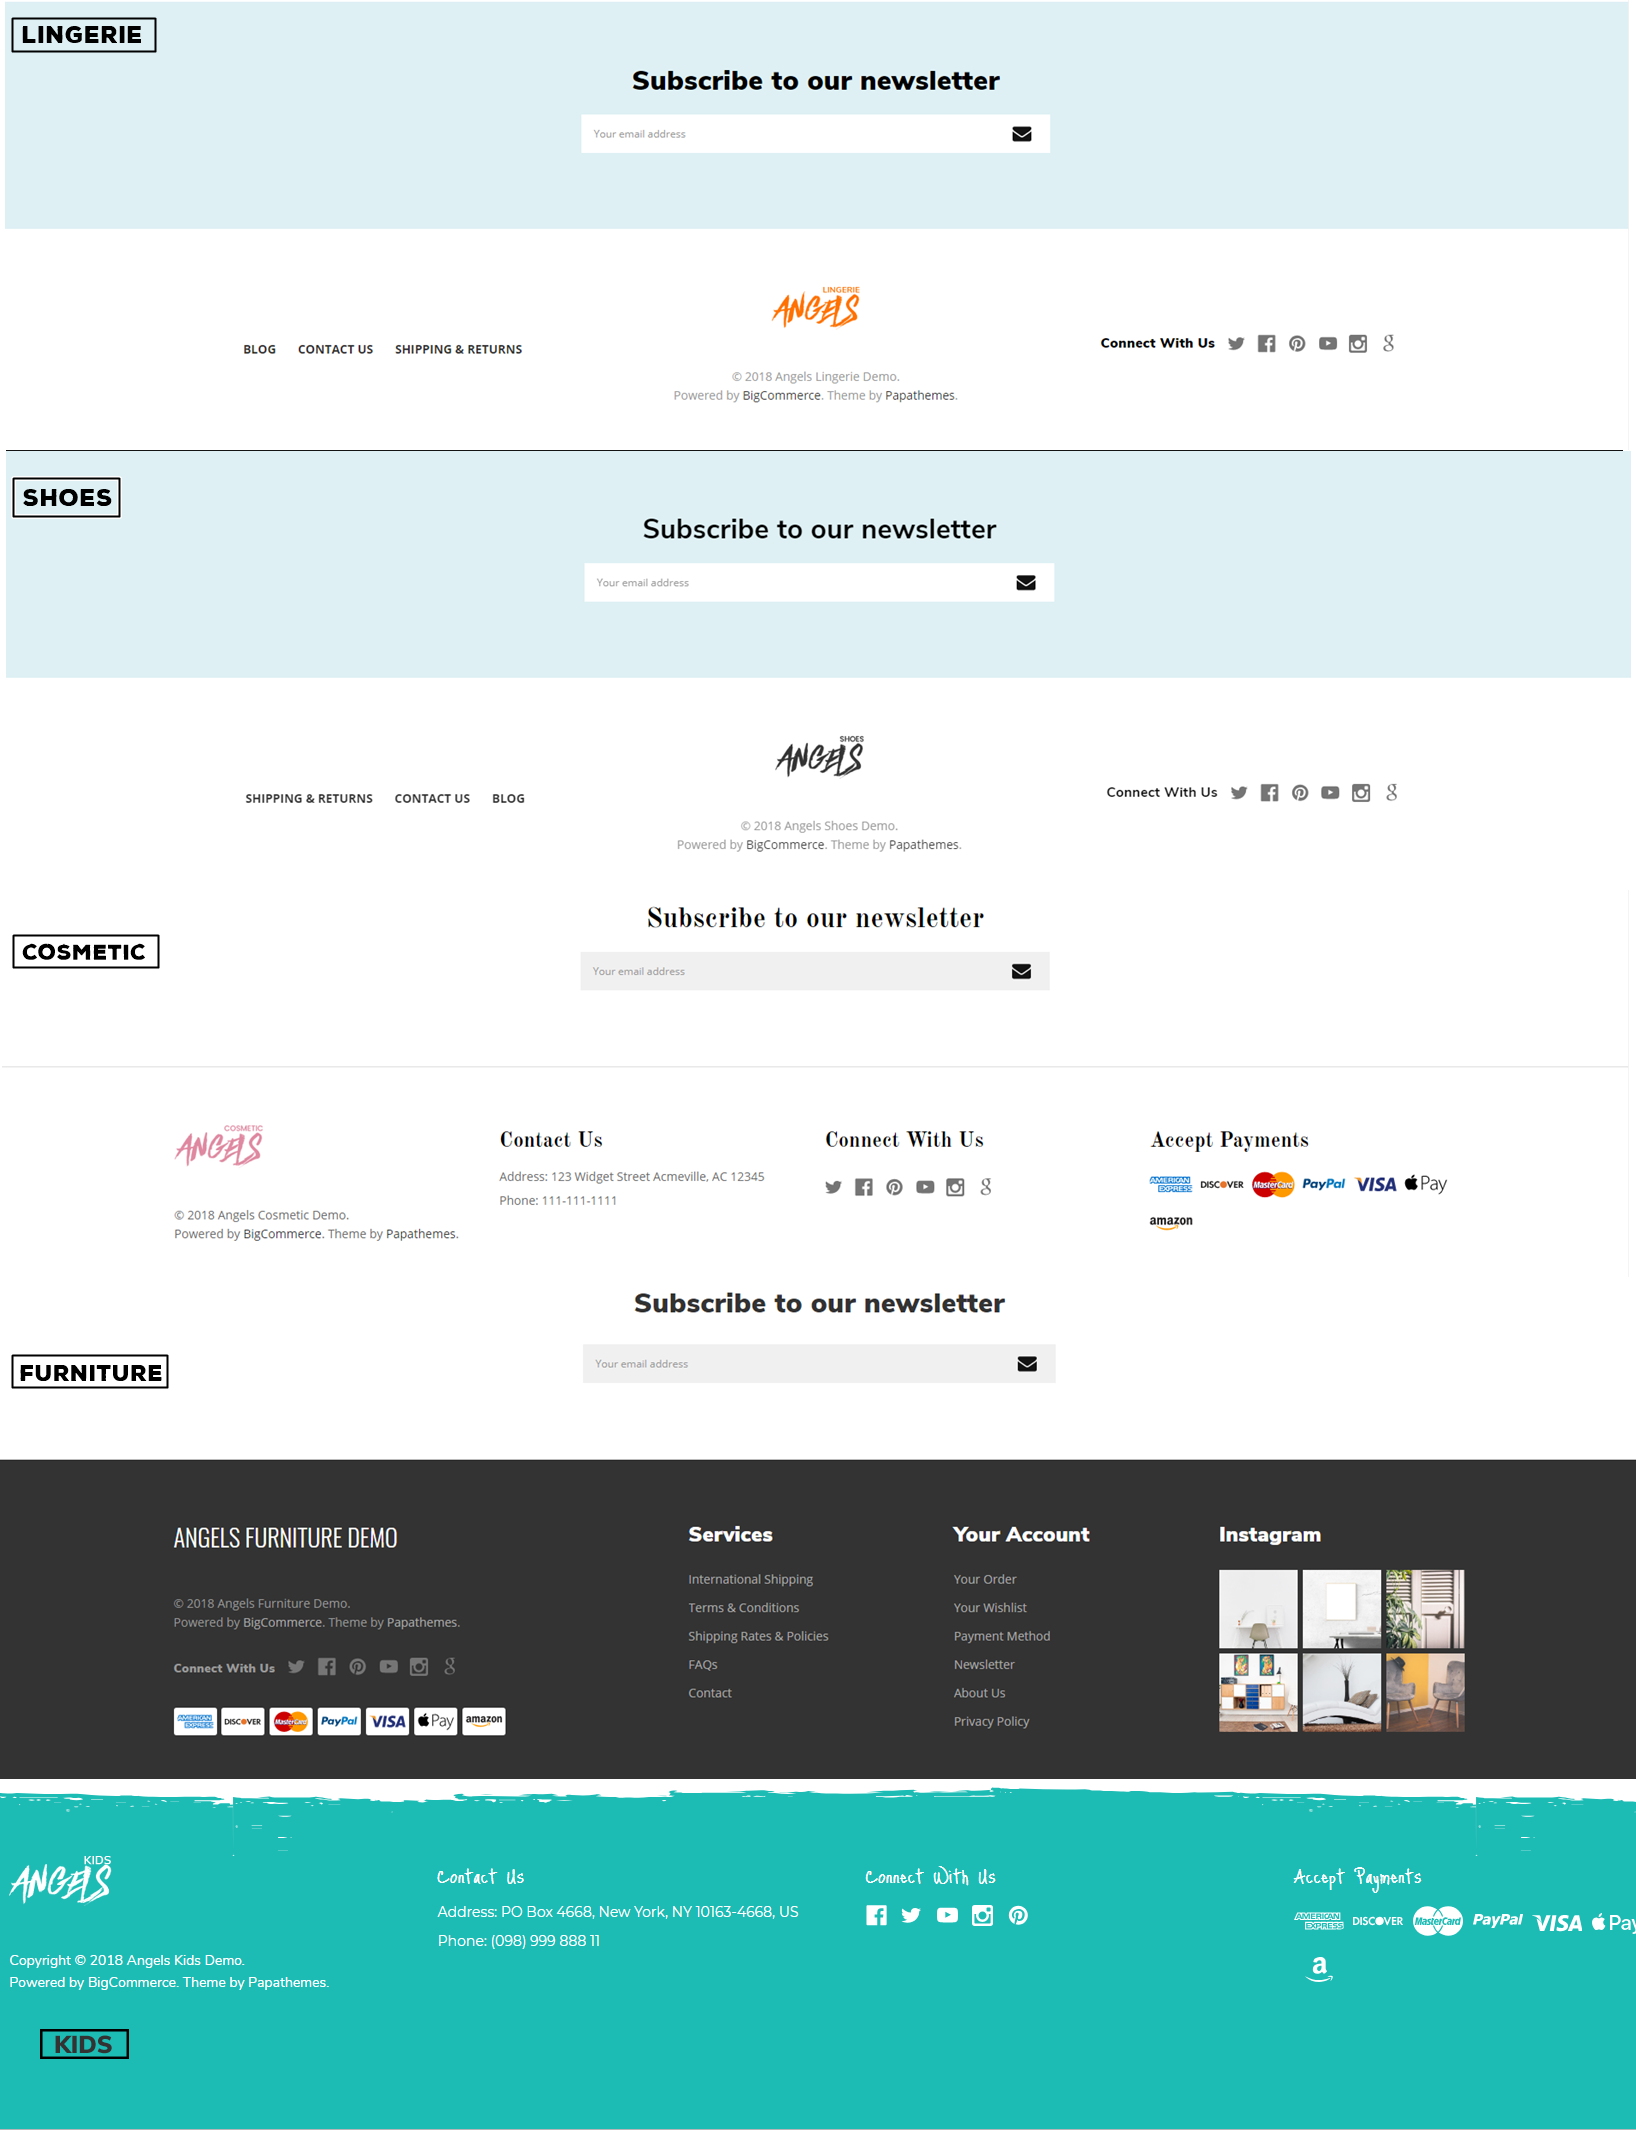 LINGERIE
Subscribe to our newsletter
Your email address
LINGERIE
ANGELS
BLOG CONTACT US SHIPPING & RETURNS
Connect With Us
© 2018 Angels Lingerie Demo.
Powered by BigCommerce. Theme by Papathemes.
SHOES
Subscribe to our newsletter
Your email address
SHOES
ANGELS
SHIPPING & RETURNS CONTACT US BLOG
Connect With Us
© 2018 Angels Shoes Demo.
Powered by BigCommerce. Theme by Papathemes.
Subscribe to our newsletter
COSMETIC
Your email address
COSMETIC
ANGELS
© 2018 Angels Cosmetic Demo.
Powered by BigCommerce. Theme by Papathemes.
Contact Us
Address: 123 Widget Street Acmeville, AC 12345
Phone: 111-111-1111
Connect With Us
Accept Payments
AMERICAN EXPRESS DISCOVER MasterCard PayPal VISA Pay
amazon
Subscribe to our newsletter
Your email address
FURNITURE
ANGELS FURNITURE DEMO
© 2018 Angels Furniture Demo.
Powered by BigCommerce. Theme by Papathemes.
Connect With Us
AMERICAN EXPRESS DISCOVER MasterCard PayPal VISA Pay amazon
Services
International Shipping
Terms & Conditions
Shipping Rates & Policies
FAQs
Contact
Your Account
Your Order
Your Wishlist
Payment Method
Newsletter
About Us
Privacy Policy
Instagram
KIDS
ANGELS
Copyright © 2018 Angels Kids Demo.
Powered by BigCommerce. Theme by Papathemes.
Contact Us
Address: PO Box 4668, New York, NY 10163-4668, US
Phone: (098) 999 888 11
Connect With Us
Accept Payments
AMERICAN EXPRESS DISCOVER MasterCard PayPal VISA Pay
KIDS